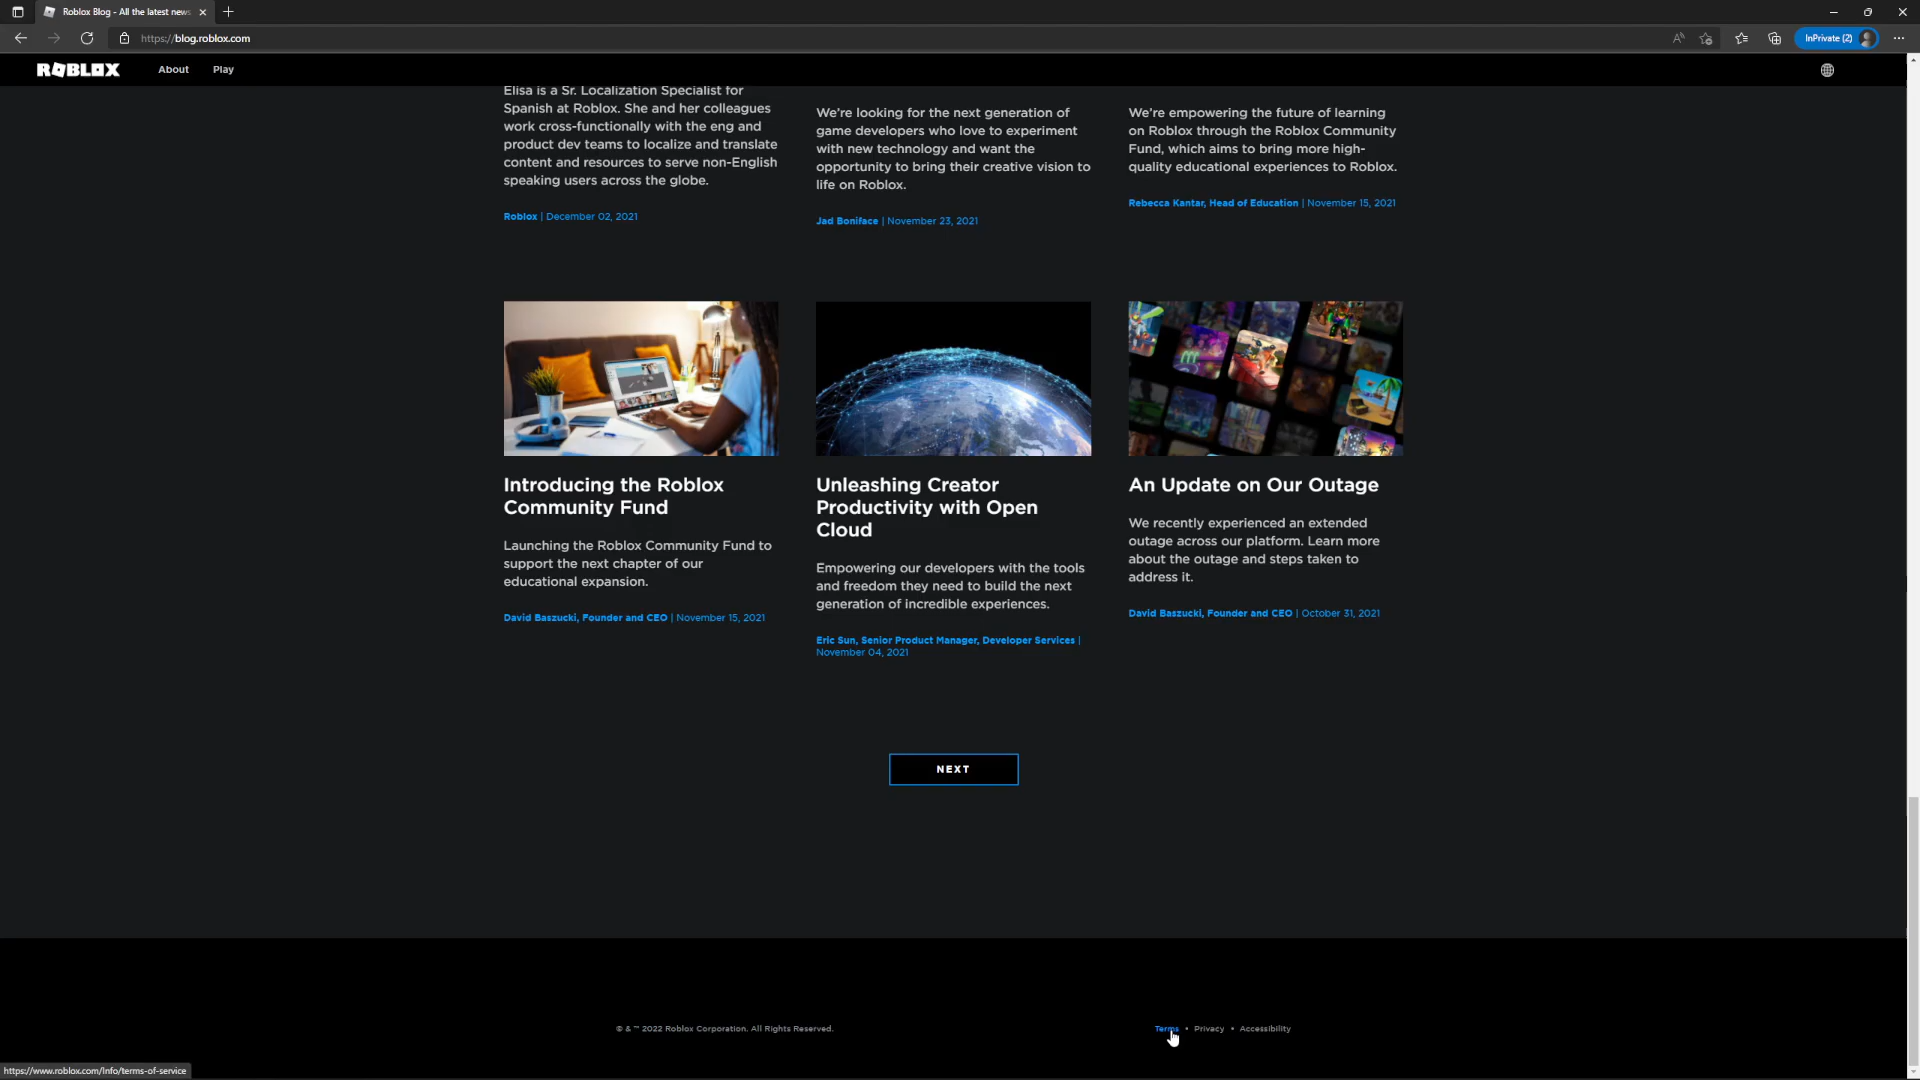 Roblox Blog - All the latest news
https://blog.roblox.com
InPrivate (2)
ROBLOX
About
Play
Elisa is a Sr. Localization Specialist for
Spanish at Roblox. She and her colleagues
work cross-functionally with the eng and
product dev teams to localize and translate
content and resources to serve non-English
speaking users across the globe.
Roblox | December 02, 2021
We're looking for the next generation of
game developers who love to experiment
with new technology and want the
opportunity to bring their creative vision to
life on Roblox.
Jad Boniface | November 23, 2021
We're empowering the future of learning
on Roblox through the Roblox Community
Fund, which aims to bring more high-
quality educational experiences to Roblox.
Rebecca Kantar, Head of Education | November 15, 2021
Introducing the Roblox
Community Fund
Launching the Roblox Community Fund to
support the next chapter of our
educational expansion.
David Baszucki, Founder and CEO | November 15, 2021
Unleashing Creator
Productivity with Open
Cloud
Empowering our developers with the tools
and freedom they need to build the next
generation of incredible experiences.
Eric Sun, Senior Product Manager, Developer Services |
November 04, 2021
An Update on Our Outage
We recently experienced an extended
outage across our platform. Learn more
about the outage and steps taken to
address it.
David Baszucki, Founder and CEO | October 31, 2021
NEXT
© & ™ 2022 Roblox Corporation. All Rights Reserved.
Terms • Privacy • Accessibility
https://www.roblox.com/info/terms-of-service